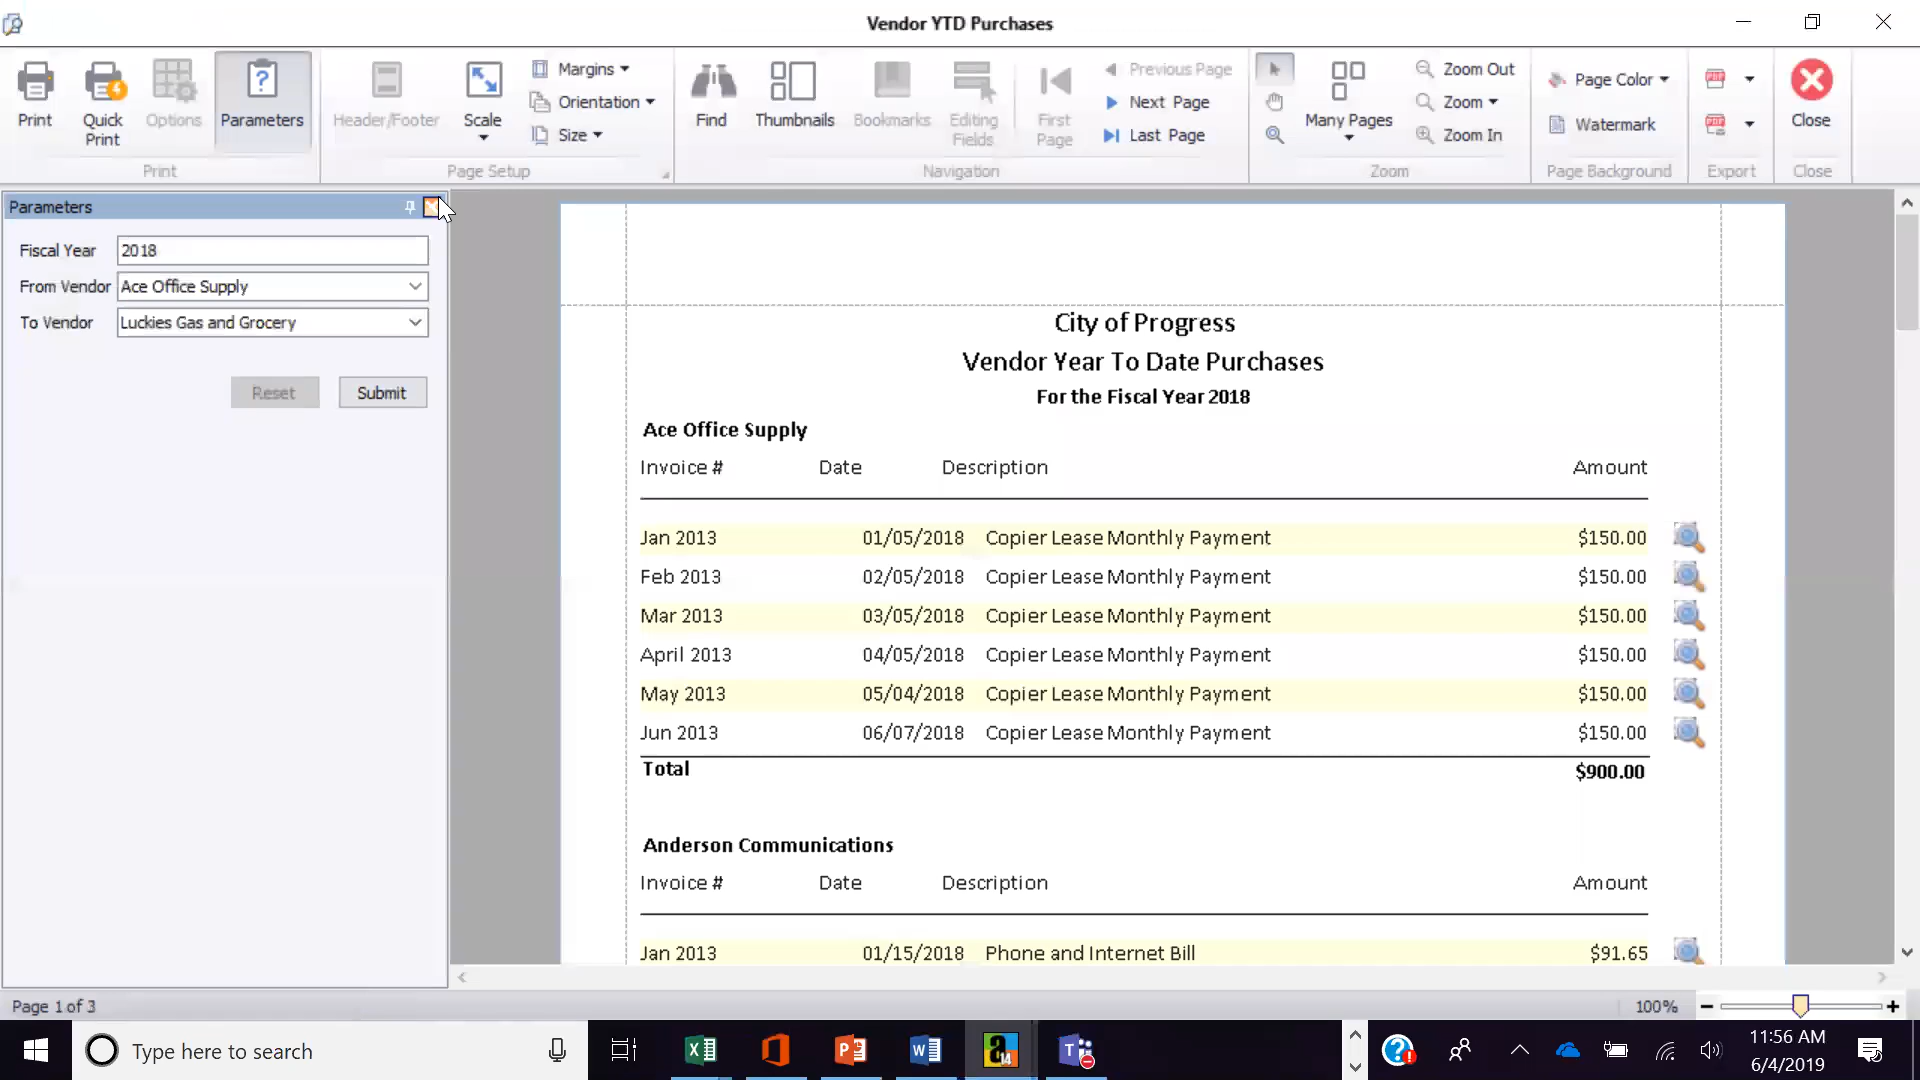 Vendor YTD Purchases
Print
Quick Print
Options
Parameters
Print
Header/Footer
Scale
Margins
Orientation
Size
Page Setup
Find
Thumbnails
Bookmarks
Editing Fields
First Page
Previous Page
Next Page
Last Page
Navigation
Many Pages
Zoom Out
Zoom
Zoom In
Zoom
Page Color
Watermark
Page Background
PDF
PDF
Export
Close
Close
Parameters
Fiscal Year 2018
From Vendor Ace Office Supply
To Vendor Luckies Gas and Grocery
Reset Submit
City of Progress
Vendor Year To Date Purchases
For the Fiscal Year 2018
Ace Office Supply
Invoice # Date Description Amount
Jan 2013 01/05/2018 Copier Lease Monthly Payment $150.00
Feb 2013 02/05/2018 Copier Lease Monthly Payment $150.00
Mar 2013 03/05/2018 Copier Lease Monthly Payment $150.00
April 2013 04/05/2018 Copier Lease Monthly Payment $150.00
May 2013 05/04/2018 Copier Lease Monthly Payment $150.00
Jun 2013 06/07/2018 Copier Lease Monthly Payment $150.00
Total $900.00
Anderson Communications
Invoice # Date Description Amount
Jan 2013 01/15/2018 Phone and Internet Bill $91.65
Page 1 of 3 100%
Type here to search
11:56 AM
6/4/2019